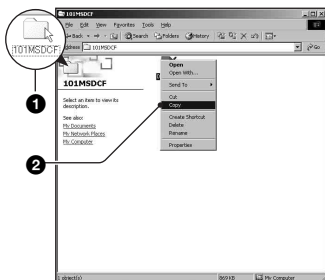 101MSDCF
File Edit View Favorites Tools Help
Back Search Folders History
Address 101MSDCF Go
101MSDCF
1
101MSDCF
Select an item to view its
description.
See also:
My Documents
My Network Places
My Computer
2
Open
Open With...
Send To
Cut
Copy
Create Shortcut
Delete
Rename
Properties
1 object(s) 869 KB My Computer